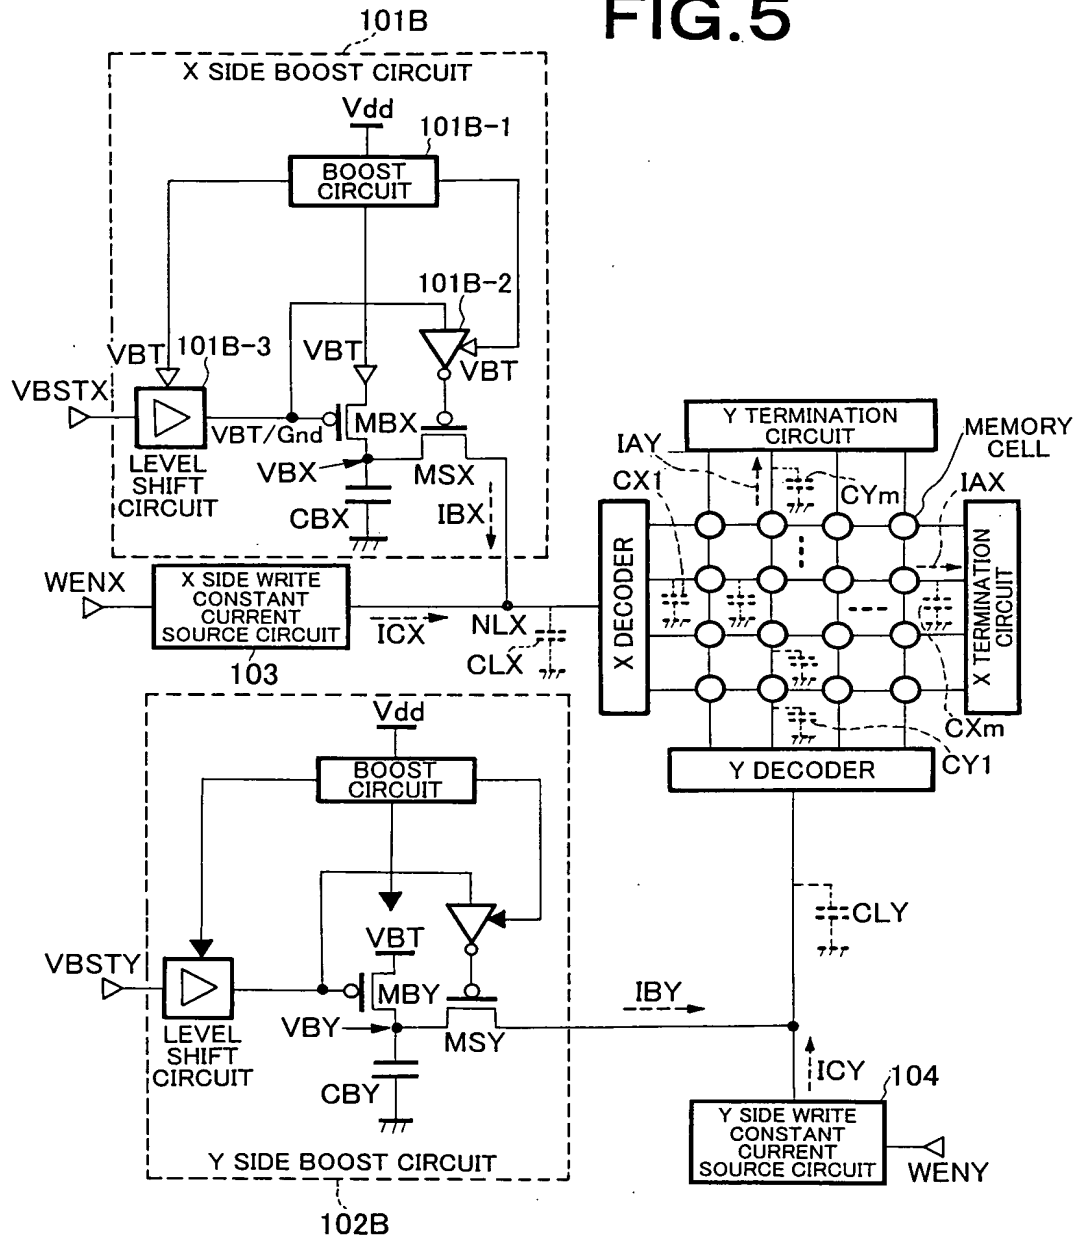 FIG.5
101B
X SIDE BOOST CIRCUIT
Vdd
101B-1
BOOST
CIRCUIT
101B-2
101B-3
VBT
VBT
VBT
VBSTX
VBT/Gnd
MBX
LEVEL
SHIFT
CIRCUIT
VBX
MSX
CBX
IBX
Y TERMINATION
CIRCUIT
MEMORY
CELL
IAY
CX1
CYm
IAX
WENX
X SIDE WRITE
CONSTANT
CURRENT
SOURCE CIRCUIT
ICX
NLX
CLX
103
X DECODER
X TERMINATION
CIRCUIT
CXm
CY1
Y DECODER
Vdd
BOOST
CIRCUIT
CLY
VBT
VBSTY
MBY
IBY
LEVEL
SHIFT
CIRCUIT
VBY
MSY
CBY
ICY
104
Y SIDE WRITE
CONSTANT
CURRENT
SOURCE CIRCUIT
WENY
Y SIDE BOOST CIRCUIT
102B